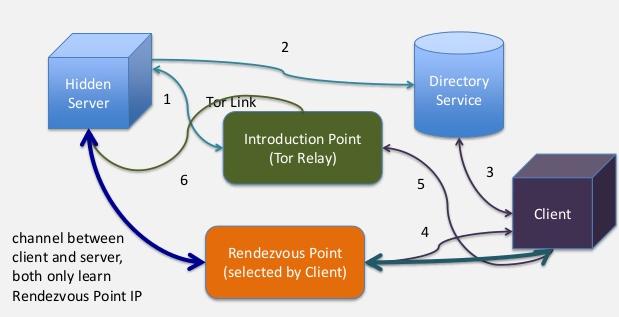 2
Hidden
Server
Directory
Service
1
Tor Link
Introduction Point
(Tor Relay)
3
6
5
Client
4
channel between
client and server,
both only learn
Rendezvous Point IP
Rendezvous Point
(selected by Client)